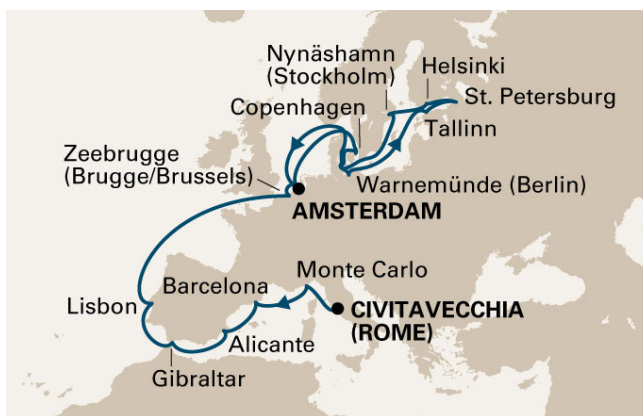 Nynäshamn
(Stockholm)
Helsinki
St. Petersburg
Copenhagen
Tallinn
Zeebrugge
(Brugge/Brussels)
Warnemünde (Berlin)
AMSTERDAM
Monte Carlo
Barcelona
Lisbon
CIVITAVECCHIA
(ROME)
Alicante
Gibraltar